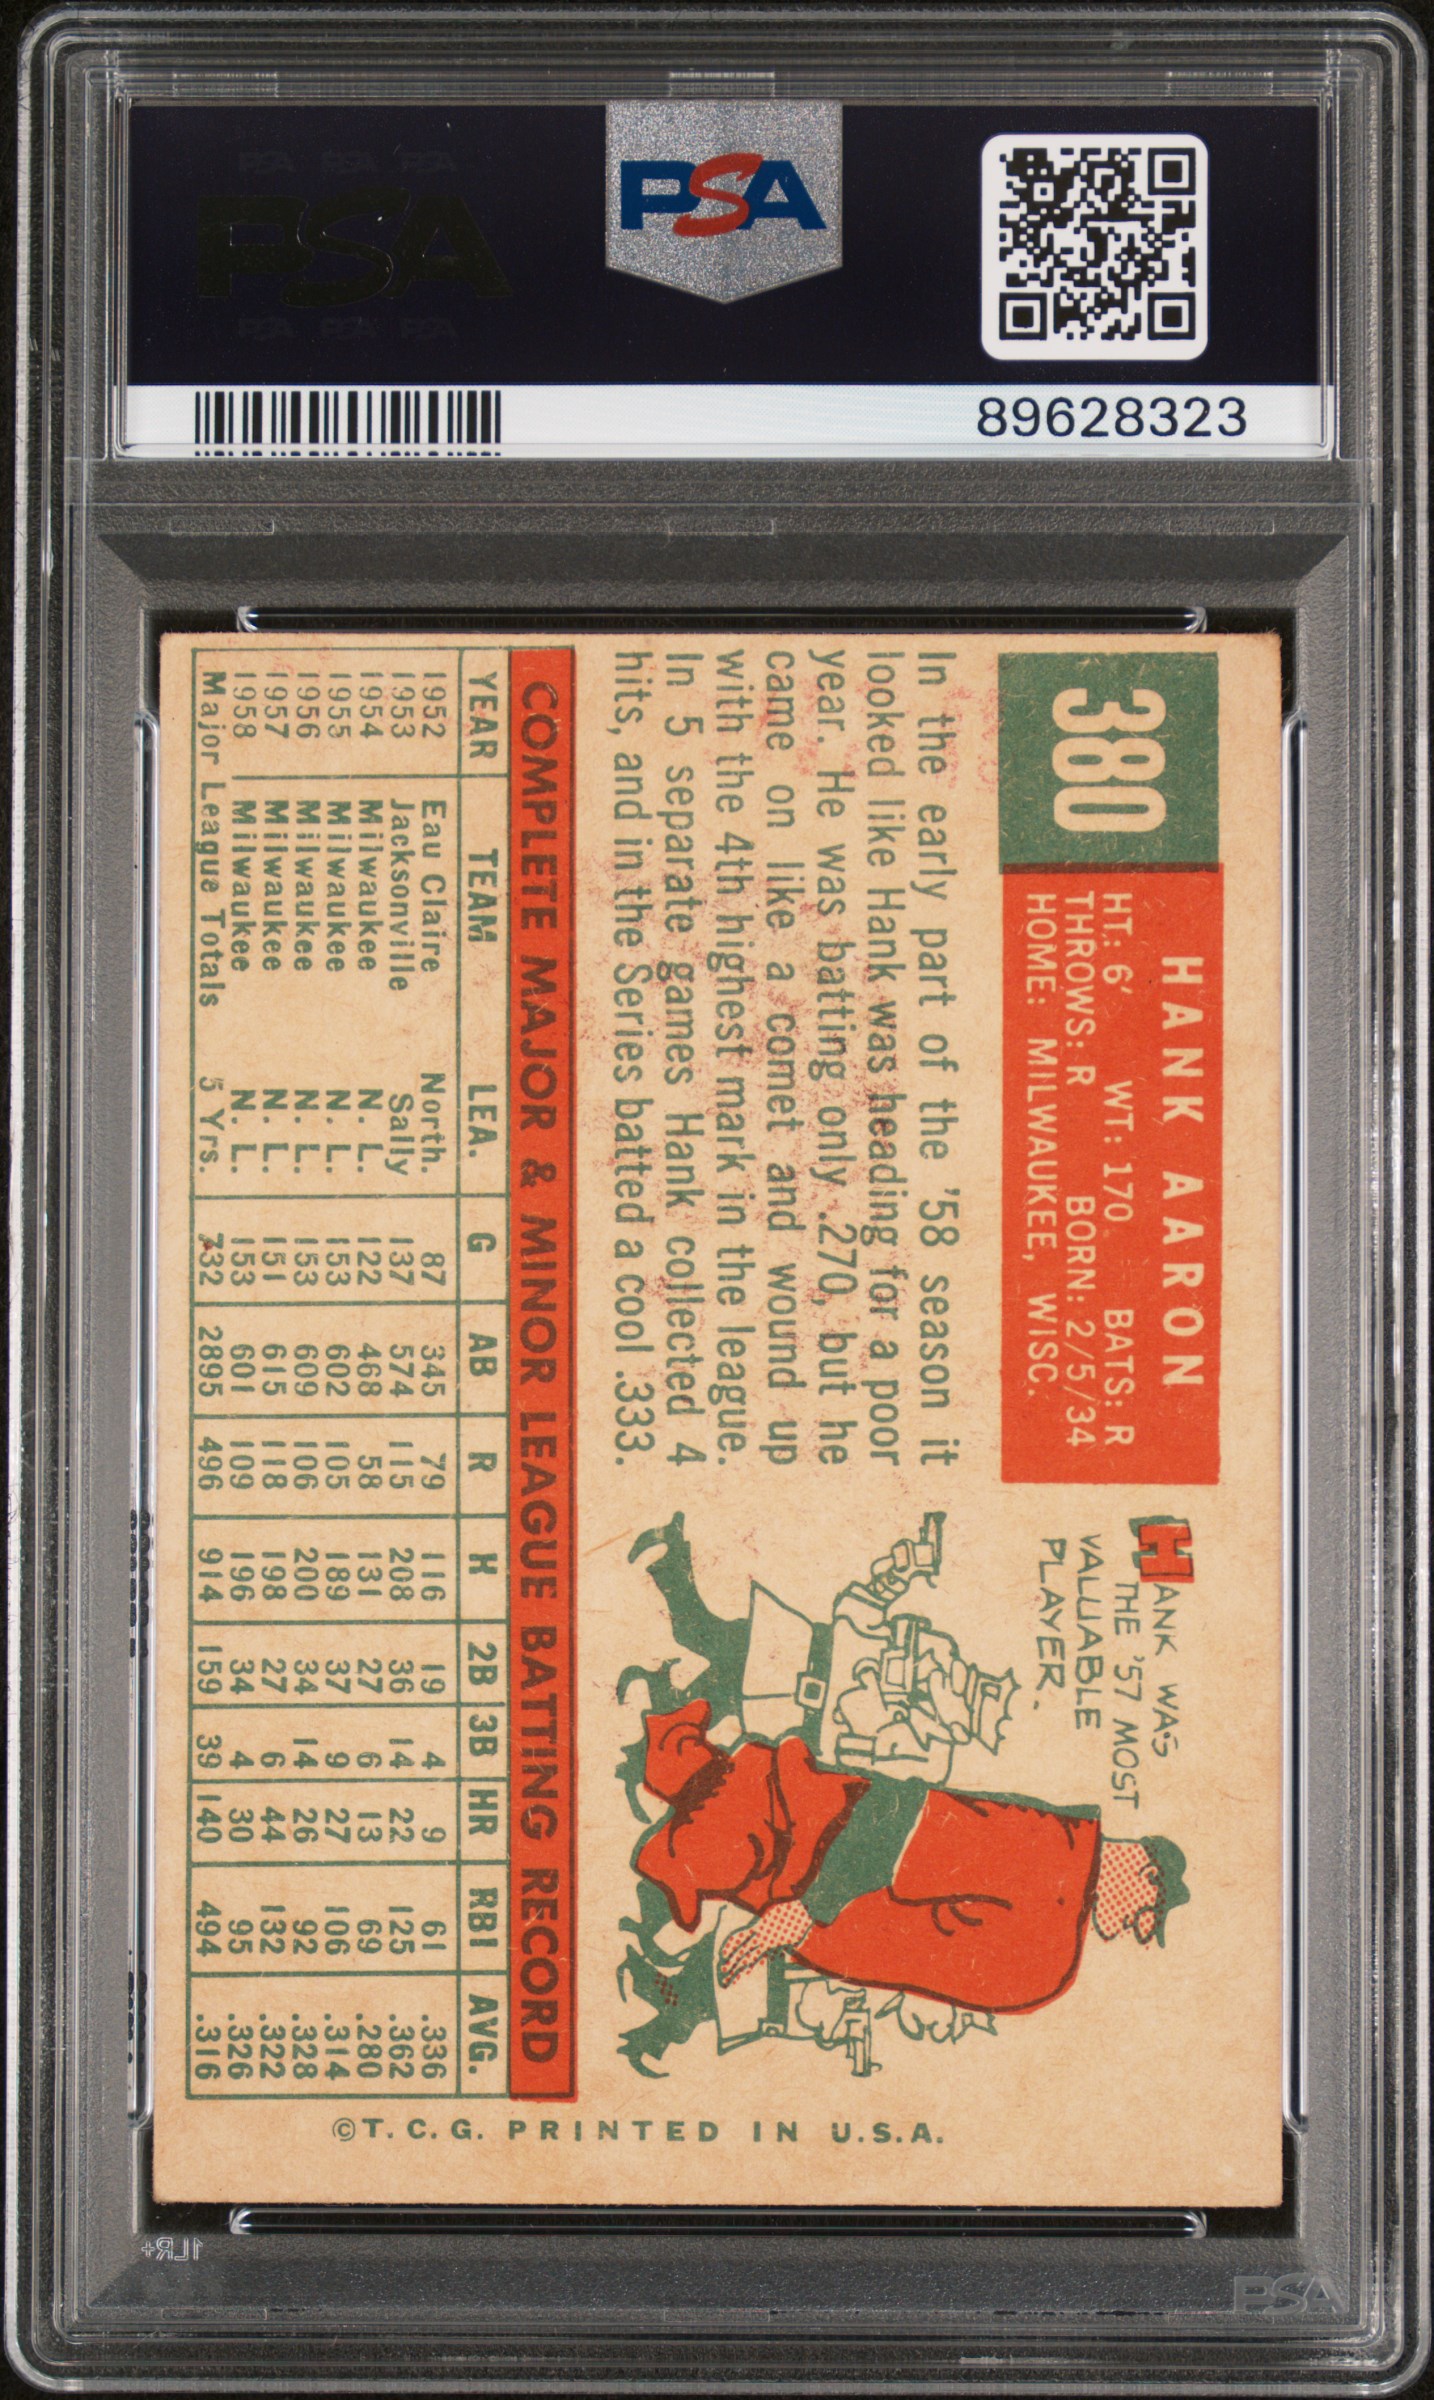 PSA PSA PSA
PSA
PSA PSA PSA
PSA
89628323
380
HANK AARON
HT.: 6' WT: 170 BATS: R
THROWS: R BORN: 2/5/34
HOME: MILWAUKEE, WISC.
HANK WAS
THE '57 MOST
VALUABLE
PLAYER.
In the early part of the '58 season it
looked like Hank was heading for a poor
year. He was batting only .270, but he
came on like a comet and wound up
with the 4th highest mark in the league.
In 5 separate games Hank collected 4
hits, and in the Series batted a cool .333.
COMPLETE MAJOR & MINOR LEAGUE BATTING RECORD
YEAR TEAM LEA. G AB R H 2B 3B HR RBI AVG.
1952 Eau Claire North. 87 345 79 116 19 4 9 61 .336
1953 Jacksonville Sally 137 574 115 208 36 14 22 125 .362
1954 Milwaukee N. L. 122 468 58 131 27 6 13 69 .280
1955 Milwaukee N. L. 153 602 105 189 37 9 27 106 .314
1956 Milwaukee N. L. 153 609 106 200 34 14 26 92 .328
1957 Milwaukee N. L. 151 615 118 198 27 6 44 132 .322
1958 Milwaukee N. L. 153 601 109 196 34 4 30 95 .326
Major League Totals 5 Yrs. 732 2895 496 914 159 39 140 494 .316
©T. C. G. PRINTED IN U.S.A.
1LR+
PSA